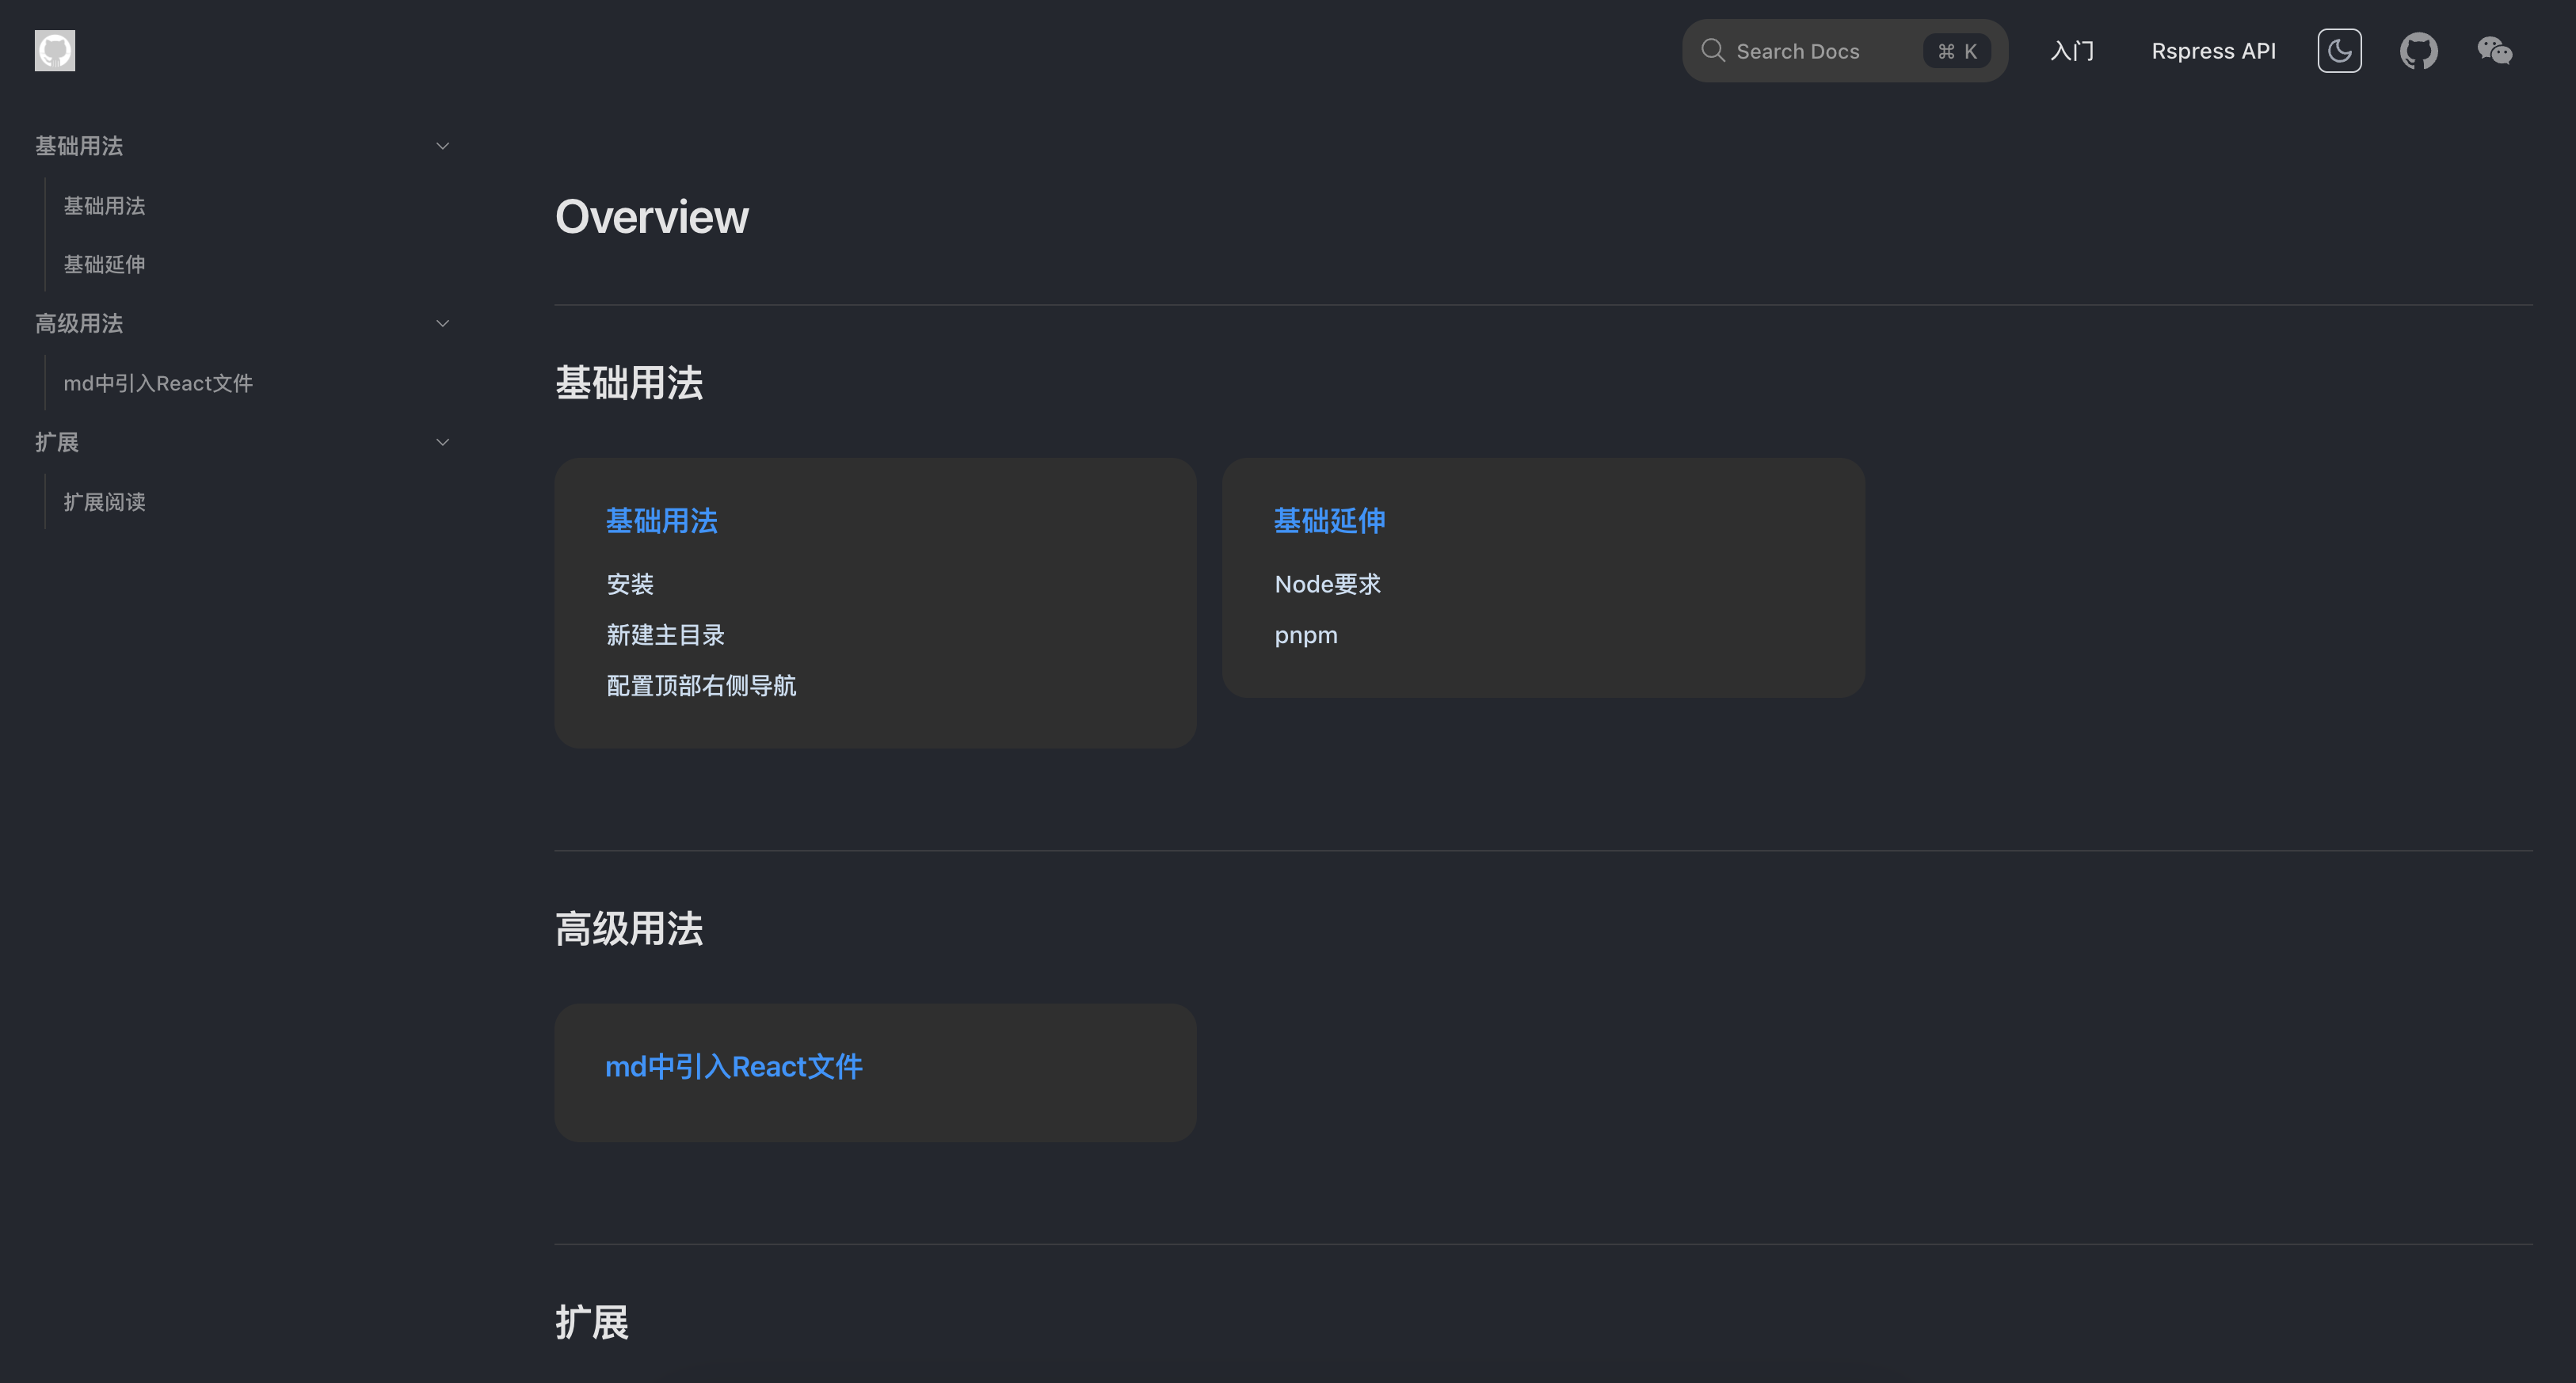 Search Docs
⌘ K
入门
Rspress API
基础用法
基础用法
基础延伸
高级用法
md中引入React文件
扩展
扩展阅读
Overview
基础用法
基础用法
安装
新建主目录
配置顶部右侧导航
基础延伸
Node要求
pnpm
高级用法
md中引入React文件
扩展